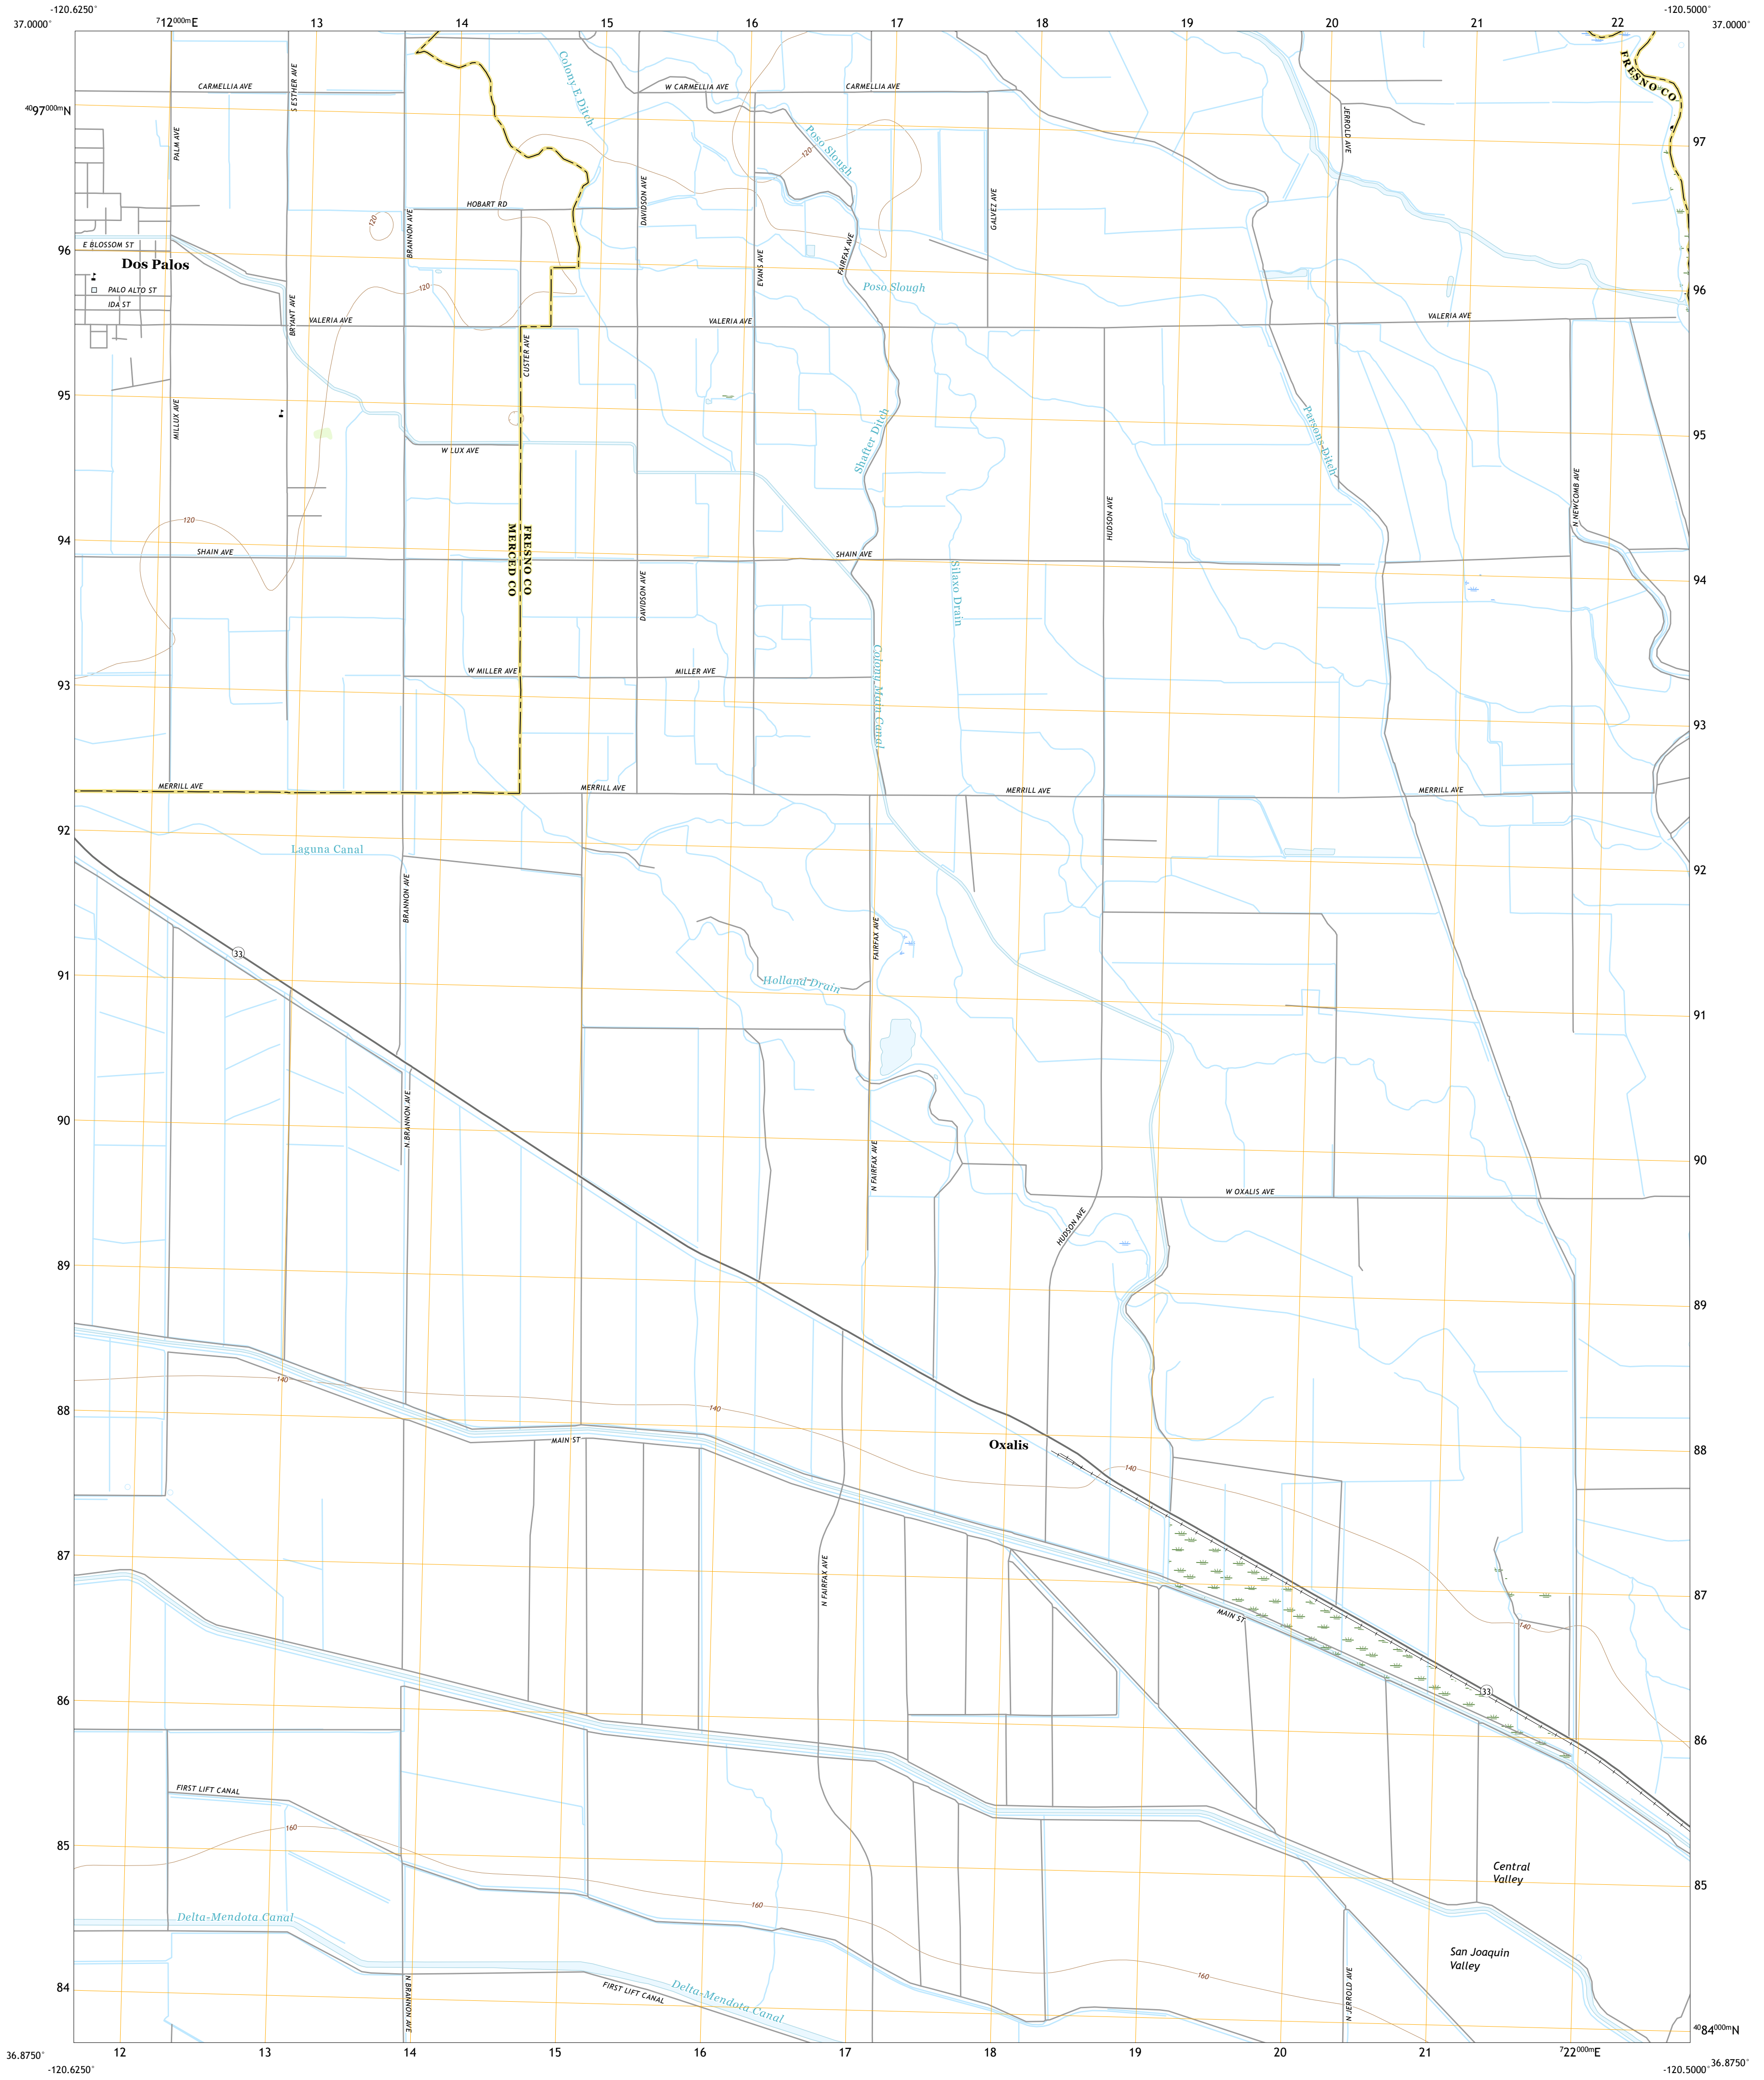 -120.6250°
-120.5000°
37.0000°
⁷12⁰⁰⁰ᵐE
13
14
15
16
17
18
19
20
21
22
37.0000°
FRESNO CO
Colony E Ditch
S ESTHER AVE
CARMELLIA AVE
W CARMELLIA AVE
CARMELLIA AVE
⁴⁰97⁰⁰⁰ᵐN
97
JERROLD AVE
PALM AVE
Poso Slough
120
DAVIDSON AVE
GALVEZ AVE
HOBART RD
120
BRANNON AVE
E BLOSSOM ST
96
FAIRFAX AVE
EVANS AVE
Dos Palos
Poso Slough
96
120
PALO ALTO ST
IDA ST
BRYANT AVE
VALERIA AVE
VALERIA AVE
VALERIA AVE
CUSTER AVE
95
95
MILLUX AVE
Shafter Ditch
Parsons Ditch
W LUX AVE
N NEWCOMB AVE
HUDSON AVE
120
94
FRESNO CO
MERCED CO
SHAIN AVE
SHAIN AVE
94
DAVIDSON AVE
Silaxo Drain
W MILLER AVE
MILLER AVE
Colony Main Canal
93
93
MERRILL AVE
MERRILL AVE
MERRILL AVE
MERRILL AVE
92
Laguna Canal
92
BRANNON AVE
FAIRFAX AVE
33
91
Holland Drain
91
90
N BRANNON AVE
N FAIRFAX AVE
90
W OXALIS AVE
HUDSON AVE
89
89
140
140
88
MAIN ST
Oxalis
88
140
87
N FAIRFAX AVE
87
MAIN ST
140
33
86
86
FIRST LIFT CANAL
160
85
Central
Valley
85
160
Delta-Mendota Canal
San Joaquin
Valley
160
84
N BRANNON AVE
FIRST LIFT CANAL
Delta-Mendota Canal
N JERROLD AVE
⁴⁰84⁰⁰⁰ᵐN
36.8750°
12
13
14
15
16
17
18
19
20
21
⁷22⁰⁰⁰ᵐE
36.8750°
-120.6250°
-120.5000°